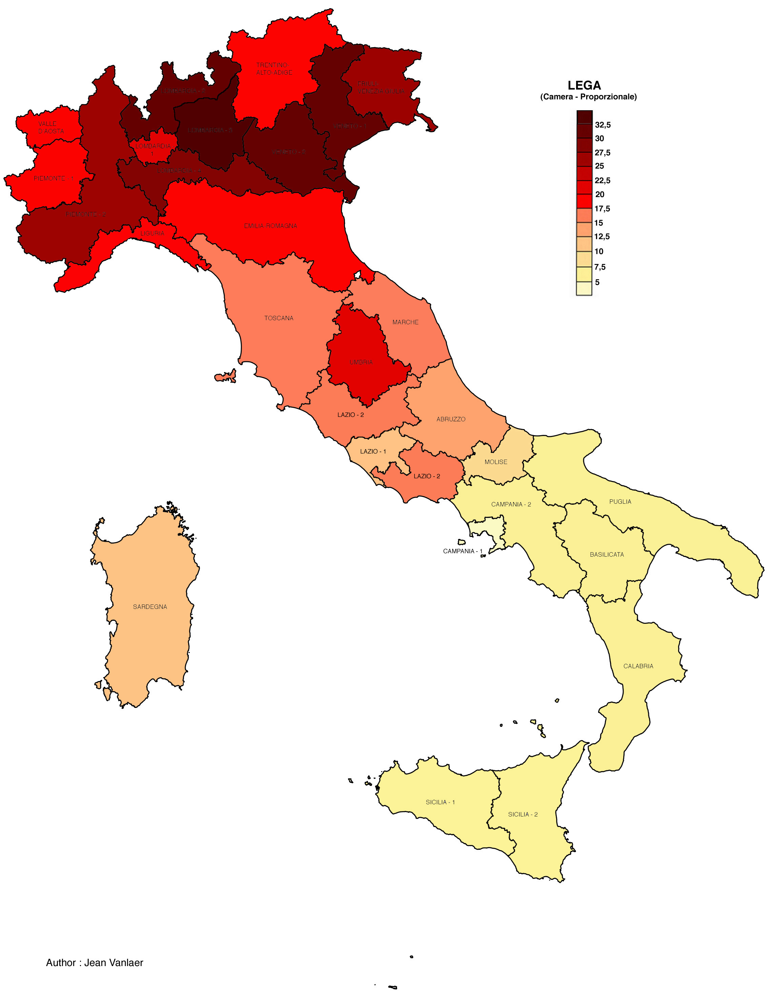 LEGA
(Camera - Proporzionale)
32,5
30
27,5
25
22,5
20
17,5
15
12,5
10
7,5
5
TRENTINO
ALTO-ADIGE
FRIULI-
VENEZIA GIULIA
LOMBARDIA - 2
VALLE
D'AOSTA
LOMBARDIA - 3
VENETO - 1
LOMBARDIA
1
VENETO - 2
LOMBARDIA - 4
PIEMONTE - 1
PIEMONTE - 2
EMILIA-ROMAGNA
LIGURIA
TOSCANA
MARCHE
UMBRIA
LAZIO - 2
ABRUZZO
LAZIO - 1
MOLISE
LAZIO - 2
PUGLIA
CAMPANIA - 2
CAMPANIA - 1
BASILICATA
SARDEGNA
CALABRIA
SICILIA - 1
SICILIA - 2
Author : Jean Vanlaer